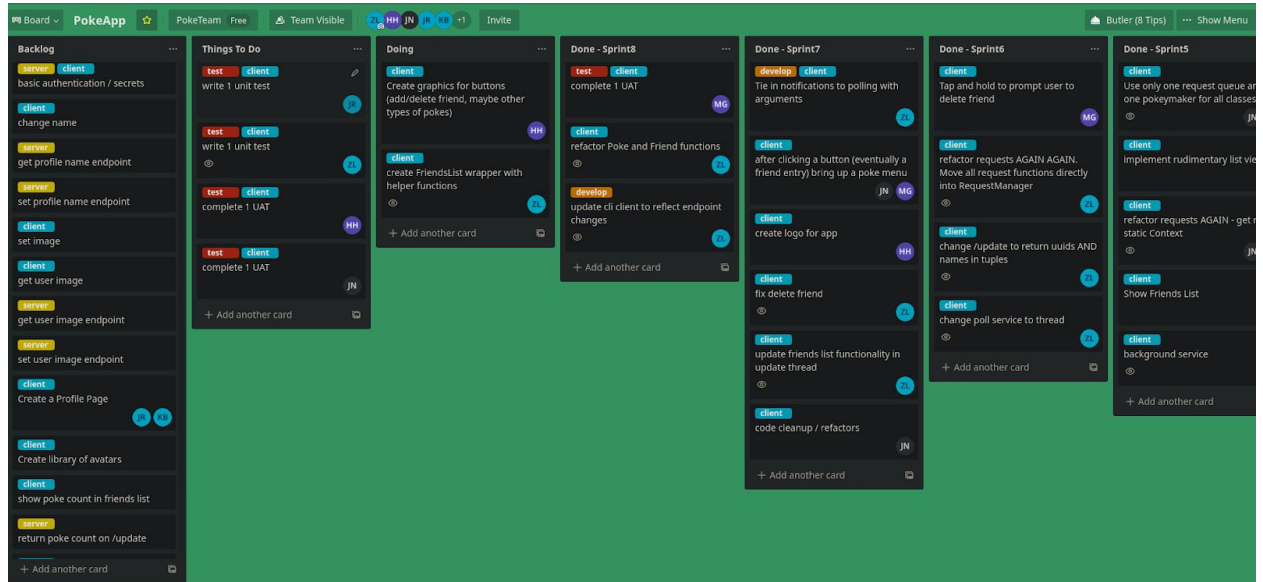 Board
PokeApp
PokeTeam Free
Team Visible
ZL HH JN JR KB +1
Invite
Butler (8 Tips)
... Show Menu
Backlog ...
server client
basic authentication / secrets
client
change name
server
get profile name endpoint
server
set profile name endpoint
client
set image
client
get user image
server
get user image endpoint
server
set user image endpoint
client
Create a Profile Page
JR KB
client
Create library of avatars
client
show poke count in friends list
server
return poke count on /update
+ Add another card
Things To Do ...
test client
write 1 unit test
JR
test client
write 1 unit test
ZL
test client
complete 1 UAT
HH
test client
complete 1 UAT
JN
+ Add another card
Doing ...
client
Create graphics for buttons
(add/delete friend, maybe other
types of pokes)
HH
client
create FriendsList wrapper with
helper functions
ZL
+ Add another card
Done - Sprint8 ...
test client
complete 1 UAT
MG
client
refactor Poke and Friend functions
ZL
develop
update cli client to reflect endpoint
changes
ZL
+ Add another card
Done - Sprint7 ...
develop client
Tie in notifications to polling with
arguments
ZL
client
after clicking a button (eventually a
friend entry) bring up a poke menu
JN MG
client
create logo for app
HH
client
fix delete friend
ZL
client
update friends list functionality in
update thread
ZL
client
code cleanup / refactors
JN
+ Add another card
Done - Sprint6 ...
client
Tap and hold to prompt user to
delete friend
MG
client
refactor requests AGAIN AGAIN.
Move all request functions directly
into RequestManager
ZL
client
change /update to return uuids AND
names in tuples
ZL
client
change poll service to thread
ZL
+ Add another card
Done - Sprint5
client
Use only one request queue
one pokeymaker for all classes
JN
client
implement rudimentary list
client
refactor requests AGAIN - get
static Context
JN
client
Show Friends List
client
background service
+ Add another card